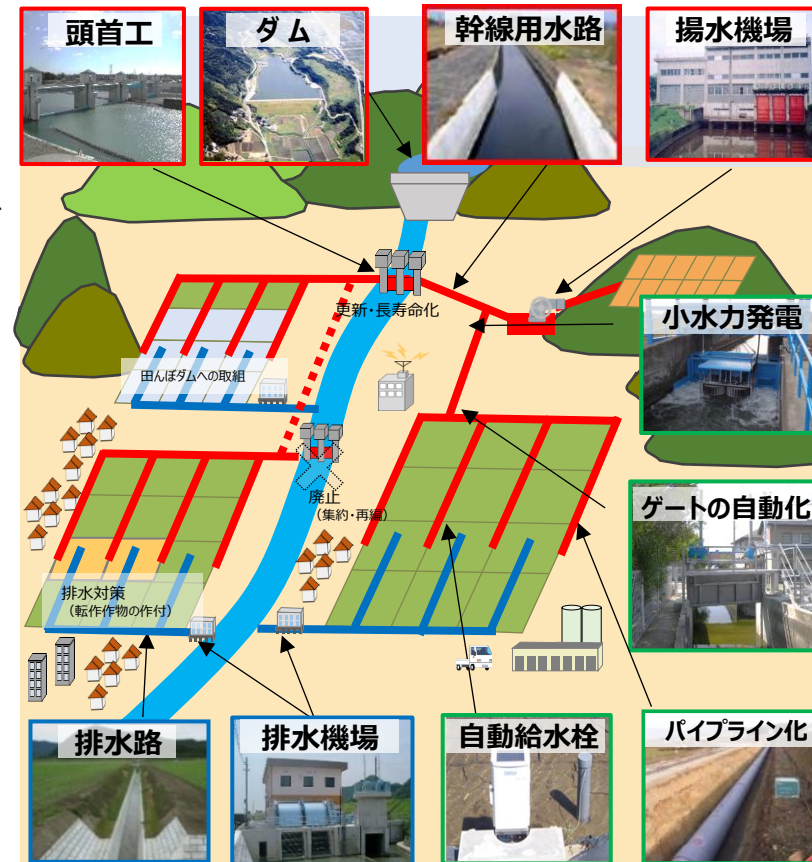 頭首工
ダム
幹線用水路
揚水機場
更新・長寿命化
小水力発電
田んぼダムへの取組
廃止
（集約・再編）
ゲートの自動化
排水対策
（転作作物の作付）
排水路
排水機場
自動給水栓
パイプライン化